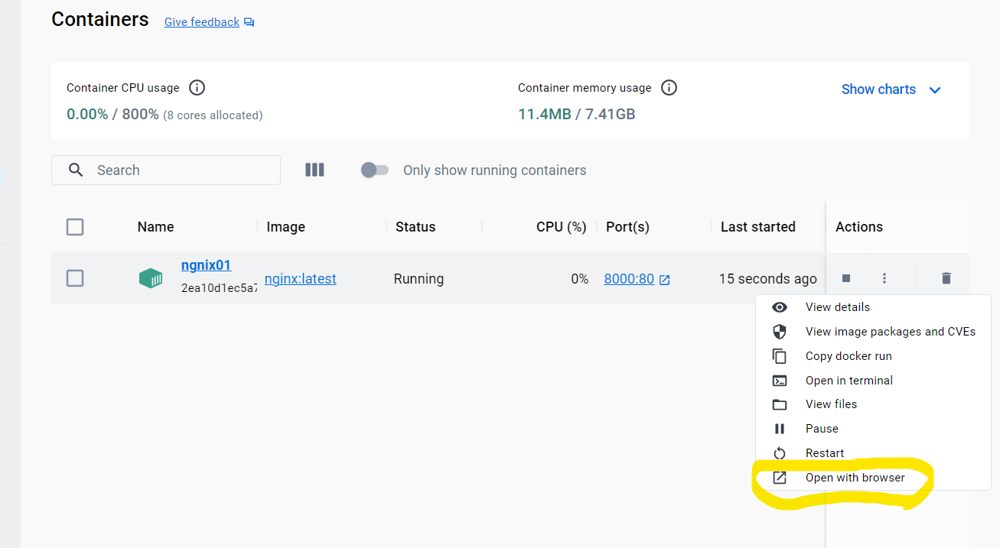 Containers Give feedback
Container CPU usage
0.00% / 800% (8 cores allocated)
Container memory usage
11.4MB / 7.41GB
Show charts
Search
Only show running containers
Name Image Status CPU (%) Port(s) Last started Actions
ngnix01
2ea10d1ec5a7
nginx:latest Running 0% 8000:80 15 seconds ago
View details
View image packages and CVEs
Copy docker run
Open in terminal
View files
Pause
Restart
Open with browser